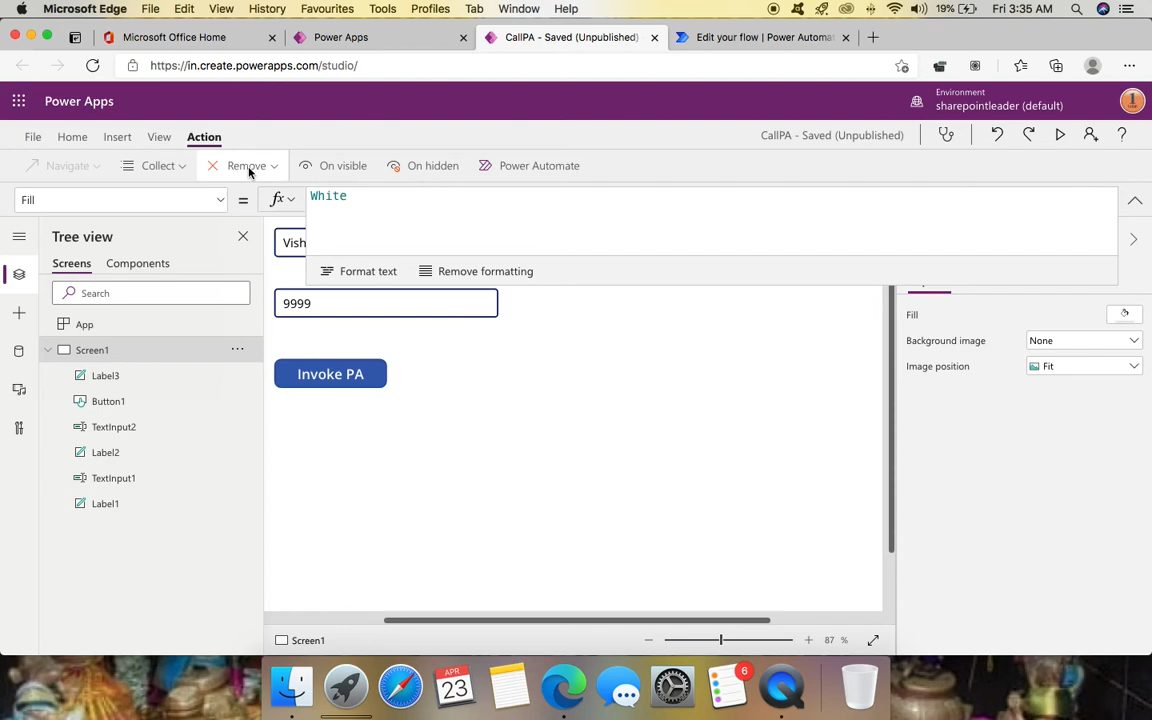 Microsoft Edge File Edit View History Favourites Tools Profiles Tab Window Help 19% Fri 3:35 AM
Microsoft Office Home Power Apps CallPA - Saved (Unpublished) Edit your flow | Power Automat
https://in.create.powerapps.com/studio/
Power Apps
Environment
sharepointleader (default)
File Home Insert View Action CallPA - Saved (Unpublished)
Navigate Collect Remove On visible On hidden Power Automate
Fill = fx White
Format text Remove formatting
Tree view
Screens Components
Search
App
Screen1
Label3
Button1
TextInput2
Label2
TextInput1
Label1
Vish
9999
Invoke PA
Fill
Background image None
Image position Fit
Screen1 87 %
APR
23
6